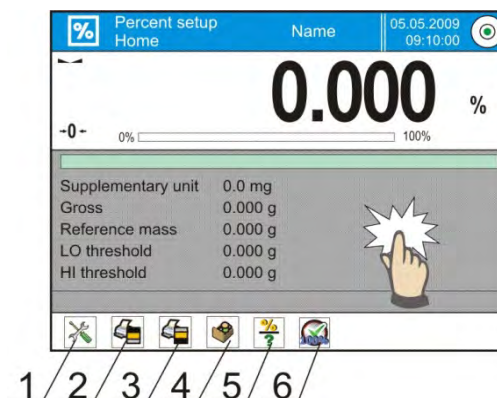 % Percent setup Name 05.05.2009
Home 09:10:00
0.000 %
→0← 0% 100%
Supplementary unit 0.0 mg
Gross 0.000 g
Reference mass 0.000 g
LO threshold 0.000 g
HI threshold 0.000 g
%
?
100%
1 2 3 4 5 6